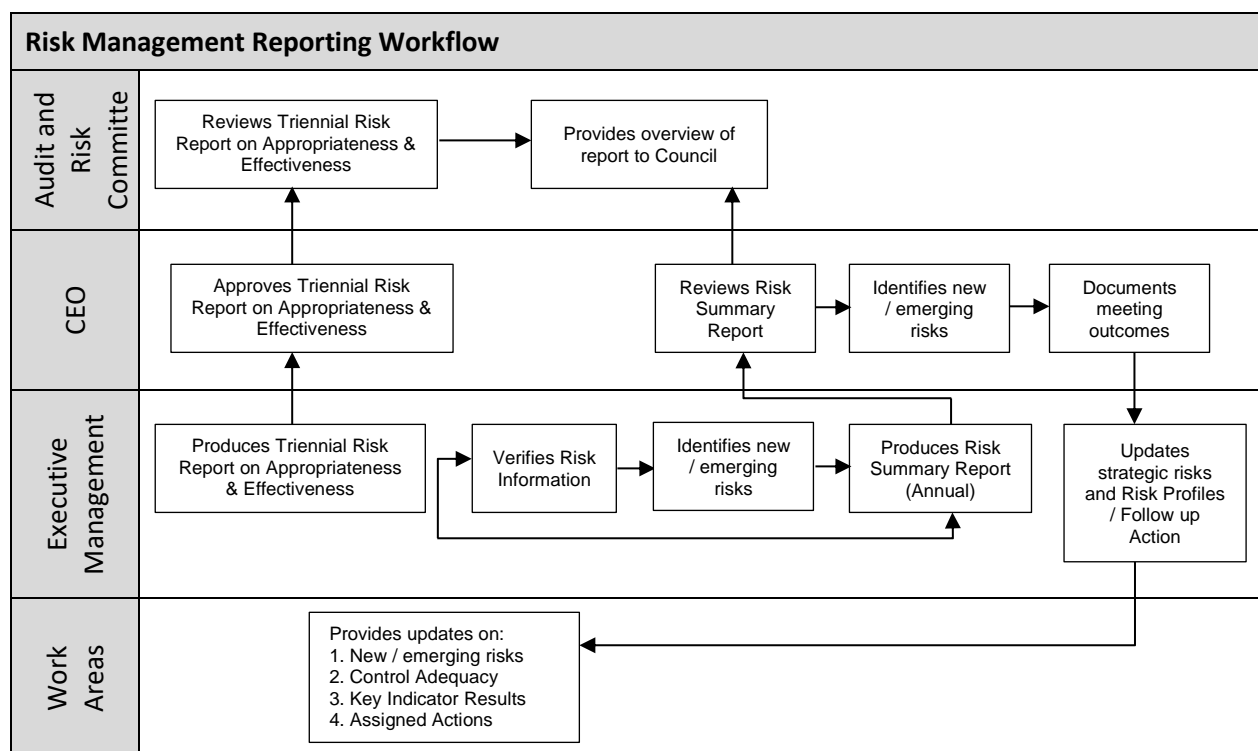 Risk Management Reporting Workflow
Audit and
Risk
Committe
Reviews Triennial Risk
Report on Appropriateness &
Effectiveness
Provides overview of
report to Council
CEO
Approves Triennial Risk
Report on Appropriateness &
Effectiveness
Reviews Risk
Summary
Report
Identifies new
/ emerging
risks
Documents
meeting
outcomes
Executive
Management
Produces Triennial Risk
Report on Appropriateness
& Effectiveness
Verifies Risk
Information
Identifies new
/ emerging
risks
Produces Risk
Summary Report
(Annual)
Updates
strategic risks
and Risk Profiles
/ Follow up
Action
Work
Areas
Provides updates on:
1. New / emerging risks
2. Control Adequacy
3. Key Indicator Results
4. Assigned Actions